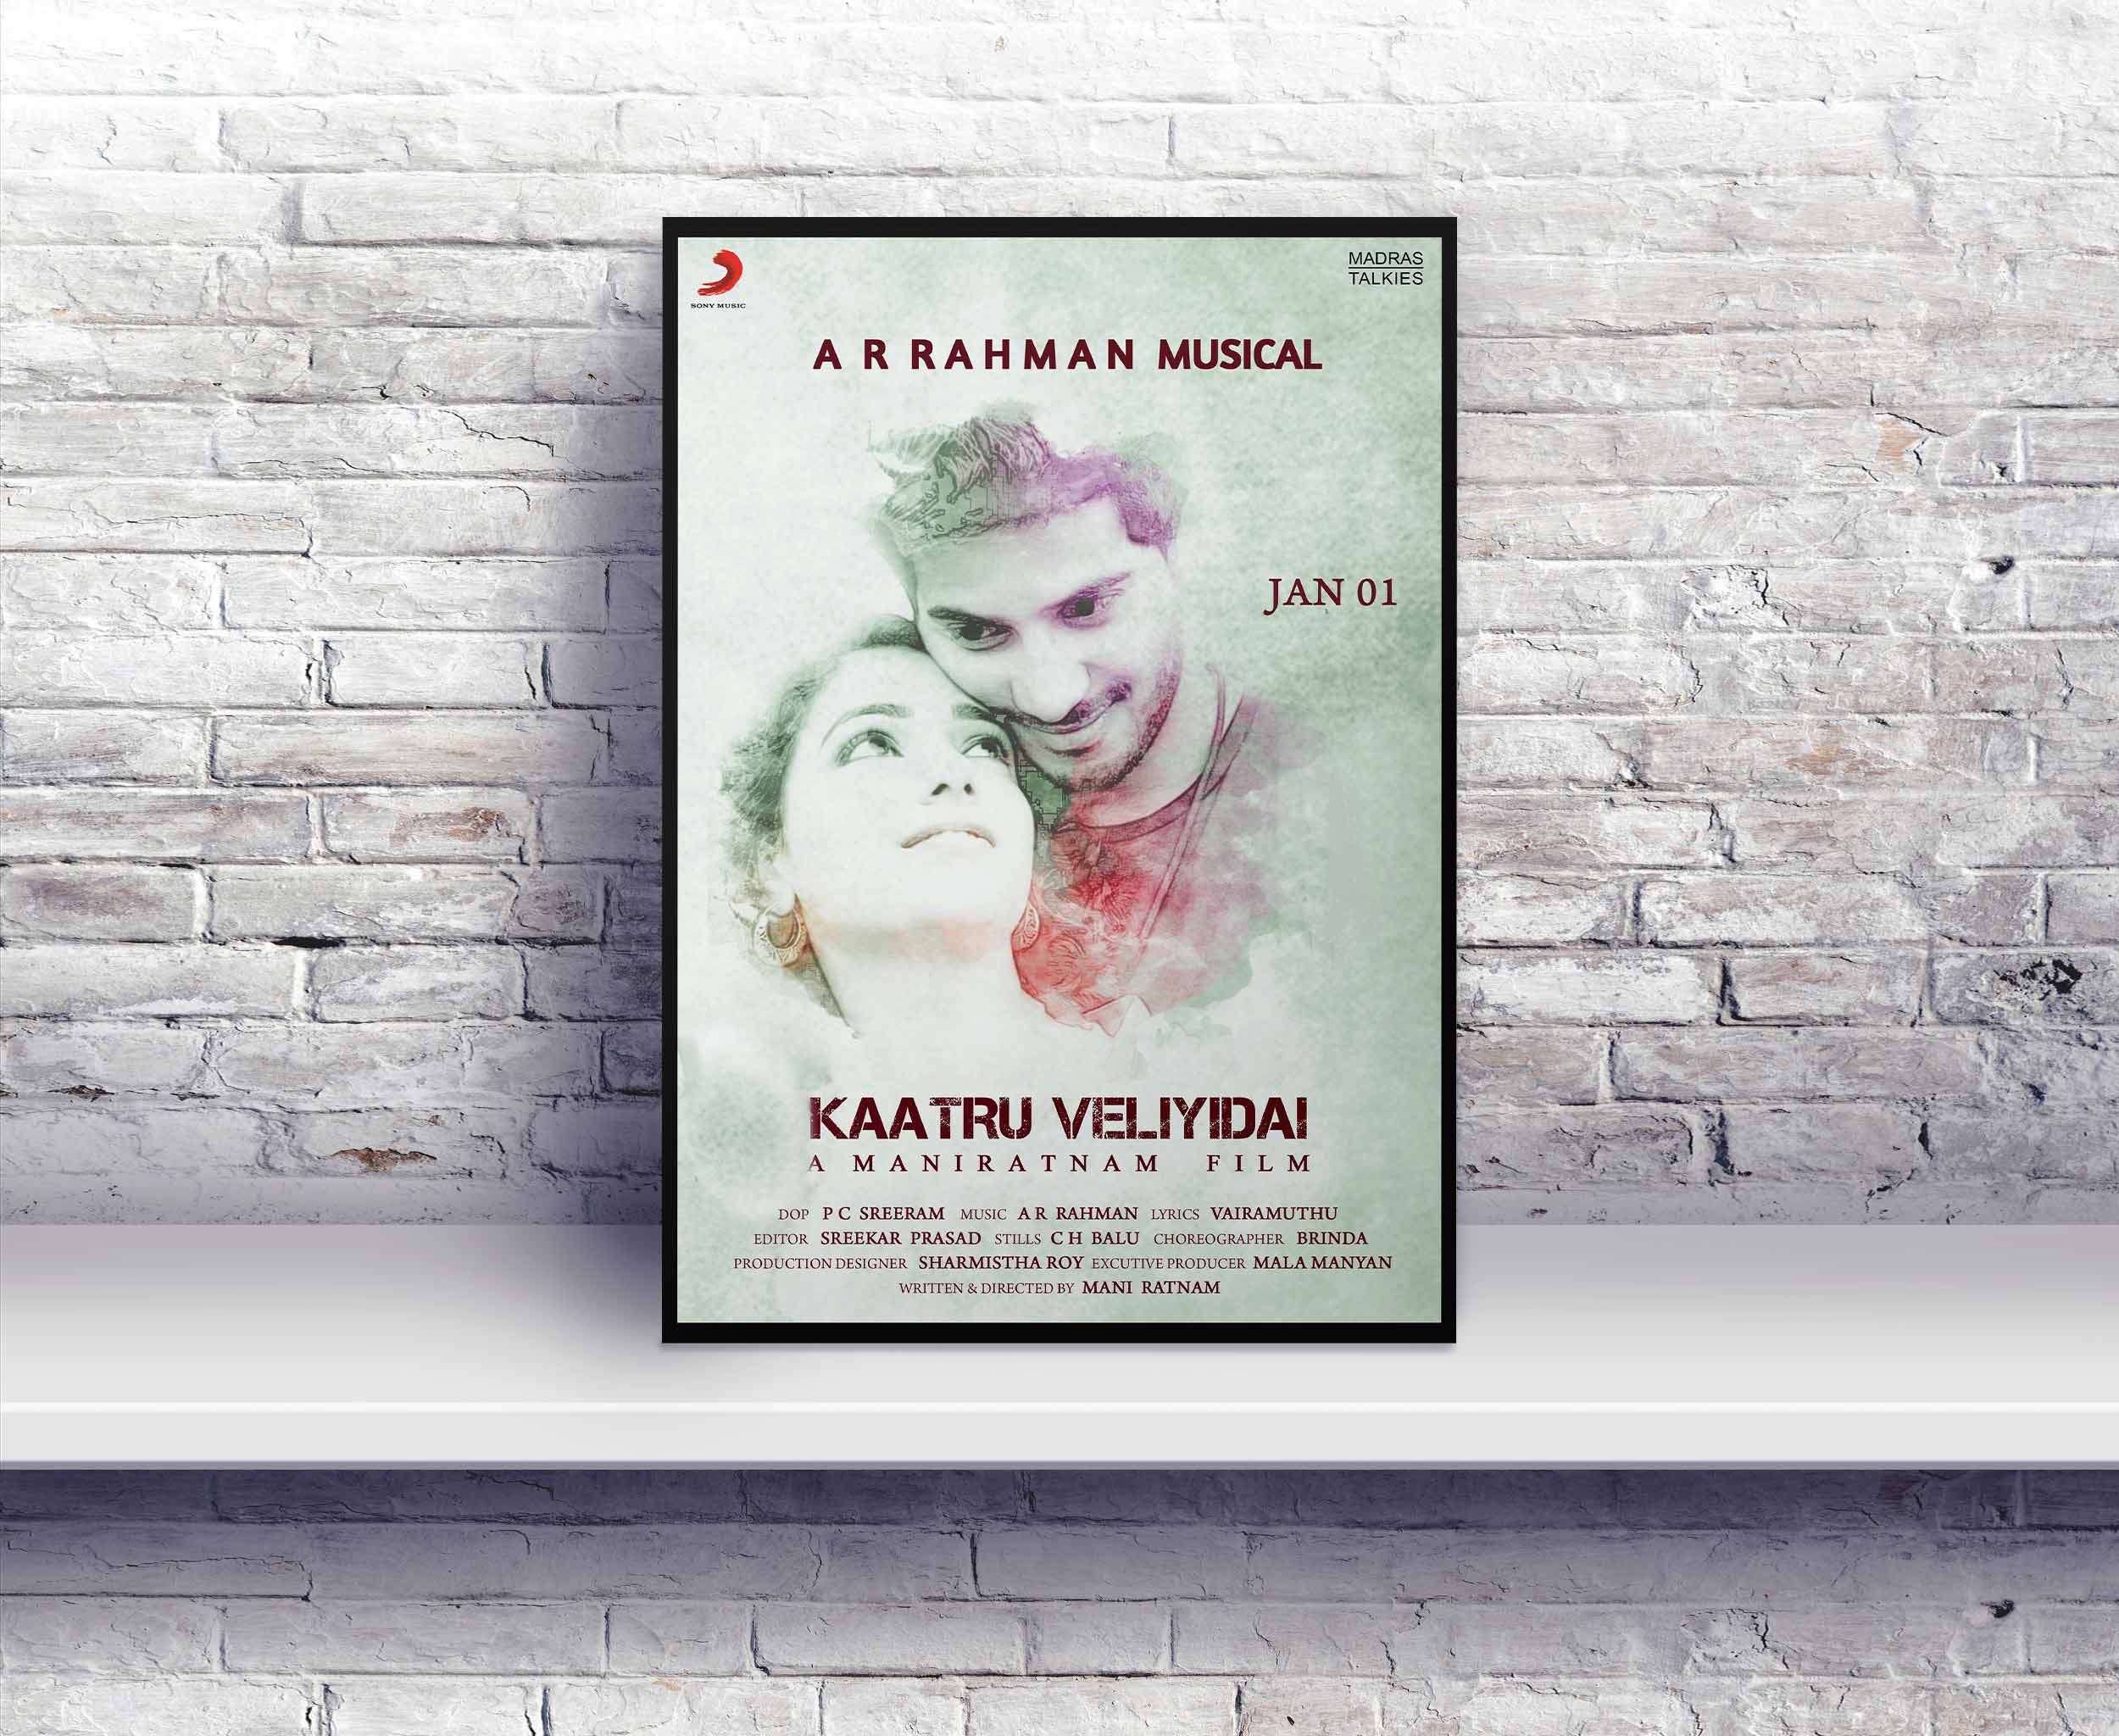 SONY MUSIC
MADRAS
TALKIES
A R RAHMAN MUSICAL
JAN 01
KAATRU VELIYIDAI
A MANIRATNAM FILM
DOP P C SREERAM MUSIC A R RAHMAN LYRICS VAIRAMUTHU
EDITOR SREEKAR PRASAD STILLS C H BALU CHOREOGRAPHER BRINDA
PRODUCTION DESIGNER SHARMISTHA ROY EXCUTIVE PRODUCER MALA MANYAN
WRITTEN & DIRECTED BY MANI RATNAM